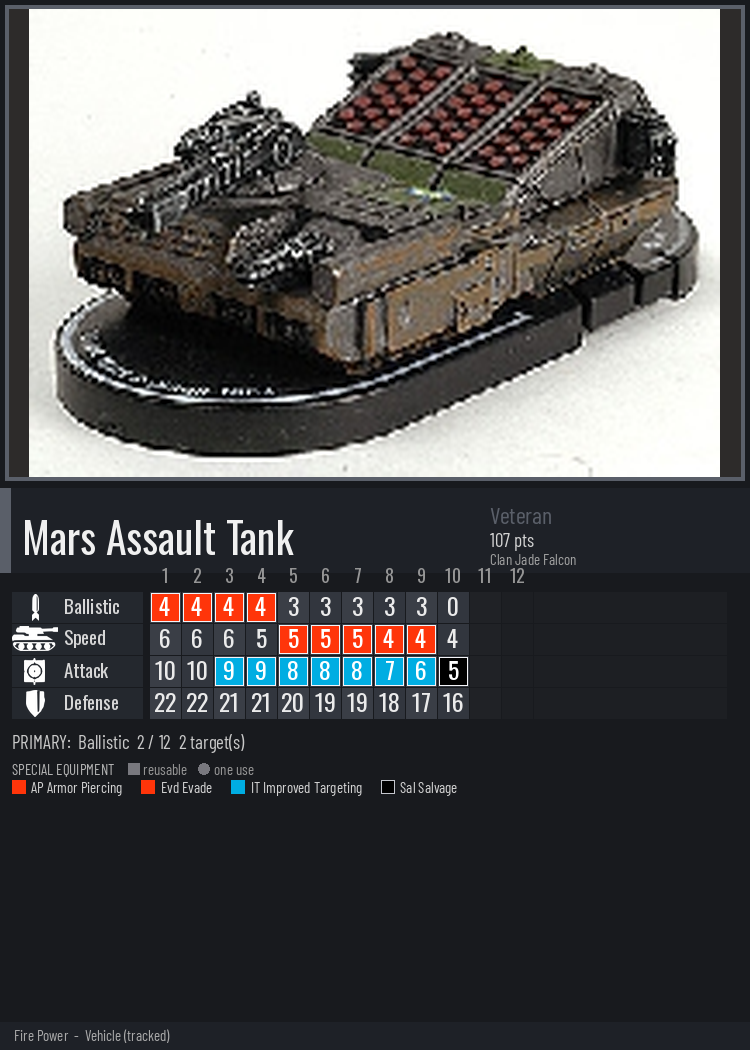 Mars Assault Tank
Veteran
107 pts
Clan Jade Falcon
1 2 3 4 5 6 7 8 9 10 11 12
Ballistic 4 4 4 4 3 3 3 3 3 0
Speed 6 6 6 5 5 5 5 4 4 4
Attack 10 10 9 9 8 8 8 7 6 5
Defense 22 22 21 21 20 19 19 18 17 16
PRIMARY: Ballistic 2 / 12 2 target(s)
SPECIAL EQUIPMENT reusable one use
AP Armor Piercing Evd Evade IT Improved Targeting Sal Salvage
Fire Power - Vehicle (tracked)